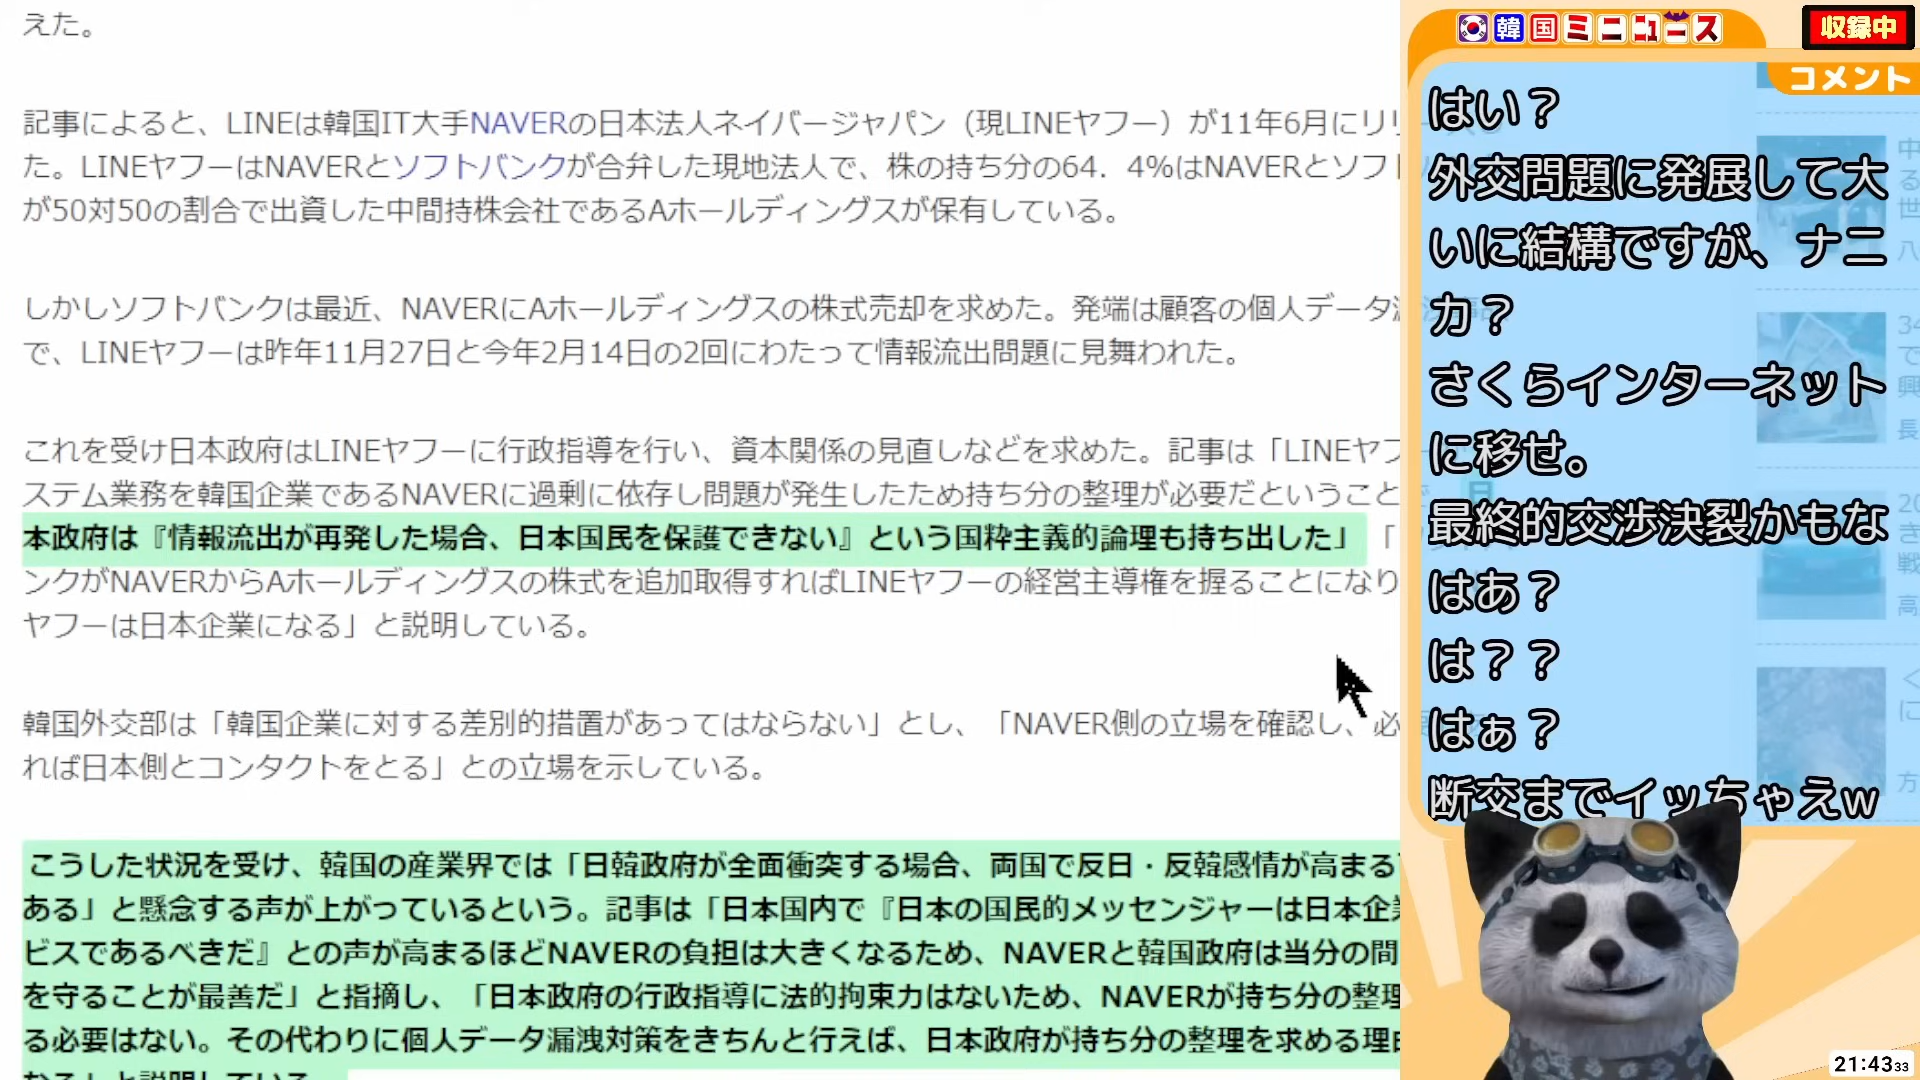 えた。
記事によると、LINEは韓国IT大手NAVERの日本法人ネイバージャパン（現LINEヤフー）が11年6月にリリ
た。LINEヤフーはNAVERとソフトバンクが合弁した現地法人で、株の持ち分の64．4%はNAVERとソフト
が50対50の割合で出資した中間持株会社であるAホールディングスが保有している。
しかしソフトバンクは最近、NAVERにAホールディングスの株式売却を求めた。発端は顧客の個人データ
で、LINEヤフーは昨年11月27日と今年2月14日の2回にわたって情報流出問題に見舞われた。
これを受け日本政府はLINEヤフーに行政指導を行い、資本関係の見直しなどを求めた。記事は「LINEヤフ
ステム業務を韓国企業であるNAVERに過剰に依存し問題が発生したため持ち分の整理が必要だということ
本政府は『情報流出が再発した場合、日本国民を保護できない』という国粋主義的論理も持ち出した」「
ンクがNAVERからAホールディングスの株式を追加取得すればLINEヤフーの経営主導権を握ることになり
ヤフーは日本企業になる」と説明している。
韓国外交部は「韓国企業に対する差別的措置があってはならない」とし、「NAVER側の立場を確認し、必
れば日本側とコンタクトをとる」との立場を示している。
こうした状況を受け、韓国の産業界では「日韓政府が全面衝突する場合、両国で反日・反韓感情が高まる
ある」と懸念する声が上がっているという。記事は「日本国内で『日本の国民的メッセンジャーは日本企業
ビスであるべきだ』との声が高まるほどNAVERの負担は大きくなるため、NAVERと韓国政府は当分の間
を守ることが最善だ」と指摘し、「日本政府の行政指導に法的拘束力はないため、NAVERが持ち分の整理
る必要はない。その代わりに個人データ漏洩対策をきちんと行えば、日本政府が持ち分の整理を求める理由
なる」と説明している。
韓国ミニニュース
収録中
コメント
はい？
外交問題に発展して大
いに結構ですが、ナニ
カ？
さくらインターネット
に移せ。
最終的交渉決裂かもな
はあ？
は？？
はぁ？
断交までイッちゃえw
21:43 33